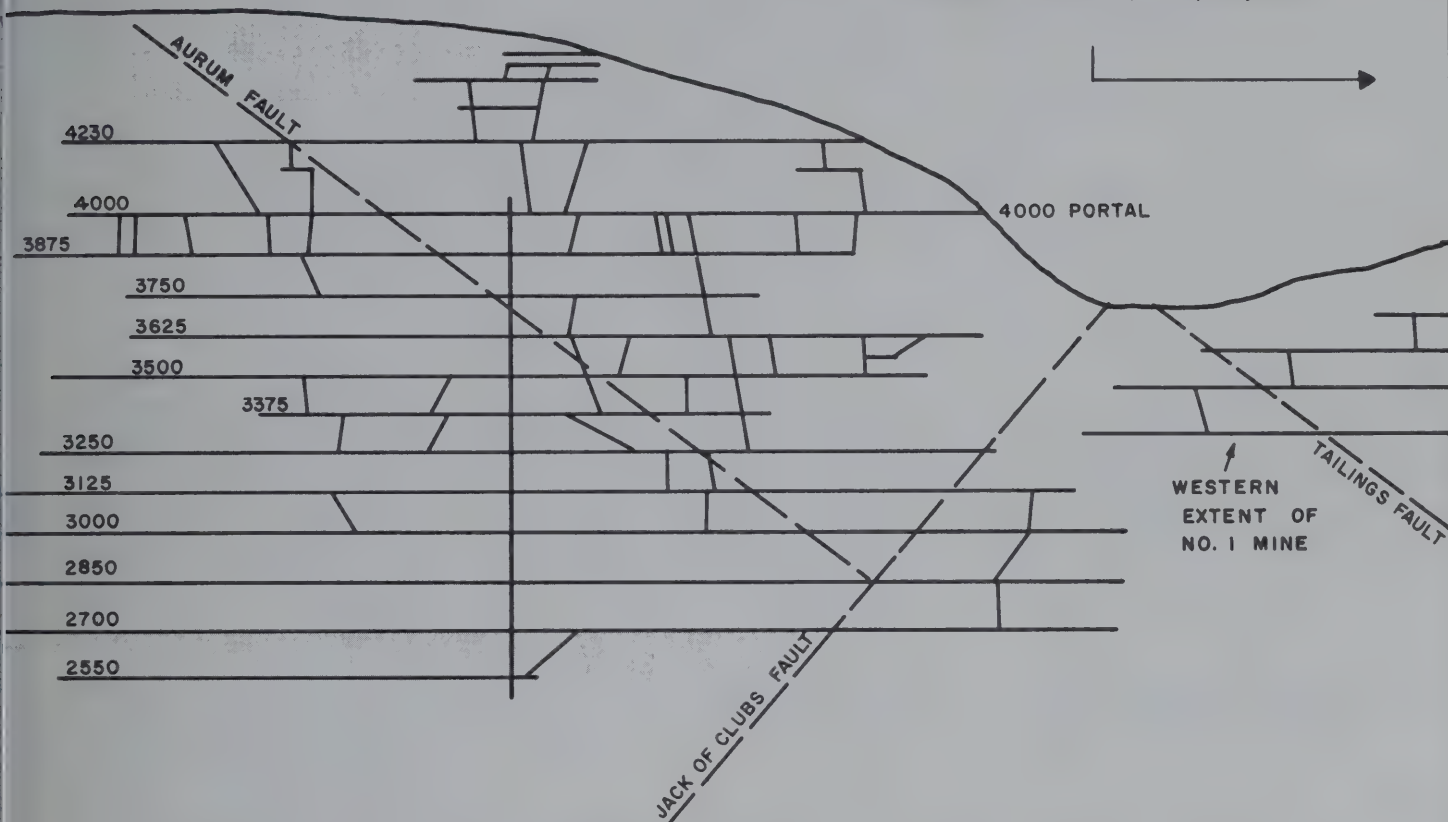 AURUM FAULT
4230
4000
4000 PORTAL
3875
3750
3625
3500
3375
3250
3125
3000
2850
2700
2550
JACK OF CLUBS FAULT
WESTERN
EXTENT OF
NO. 1 MINE
TAILINGS FAULT